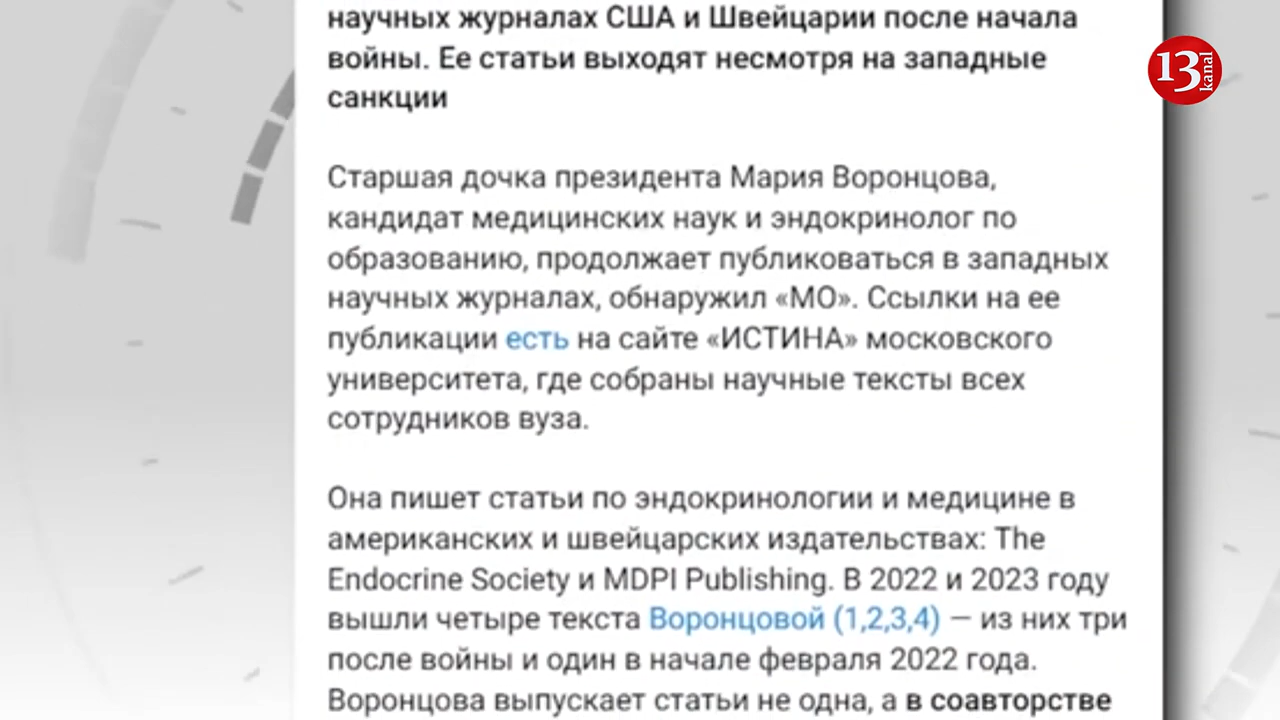 научных журналах США и Швейцарии после начала
войны. Ее статьи выходят несмотря на западные
санкции
13
kanal
Старшая дочка президента Мария Воронцова,
кандидат медицинских наук и эндокринолог по
образованию, продолжает публиковаться в западных
научных журналах, обнаружил «МО». Ссылки на ее
публикации есть на сайте «ИСТИНА» московского
университета, где собраны научные тексты всех
сотрудников вуза.
Она пишет статьи по эндокринологии и медицине в
американских и швейцарских издательствах: The
Endocrine Society и MDPI Publishing. В 2022 и 2023 году
вышли четыре текста Воронцовой (1,2,3,4) — из них три
после войны и один в начале февраля 2022 года.
Воронцова выпускает статьи не одна, а в соавторстве